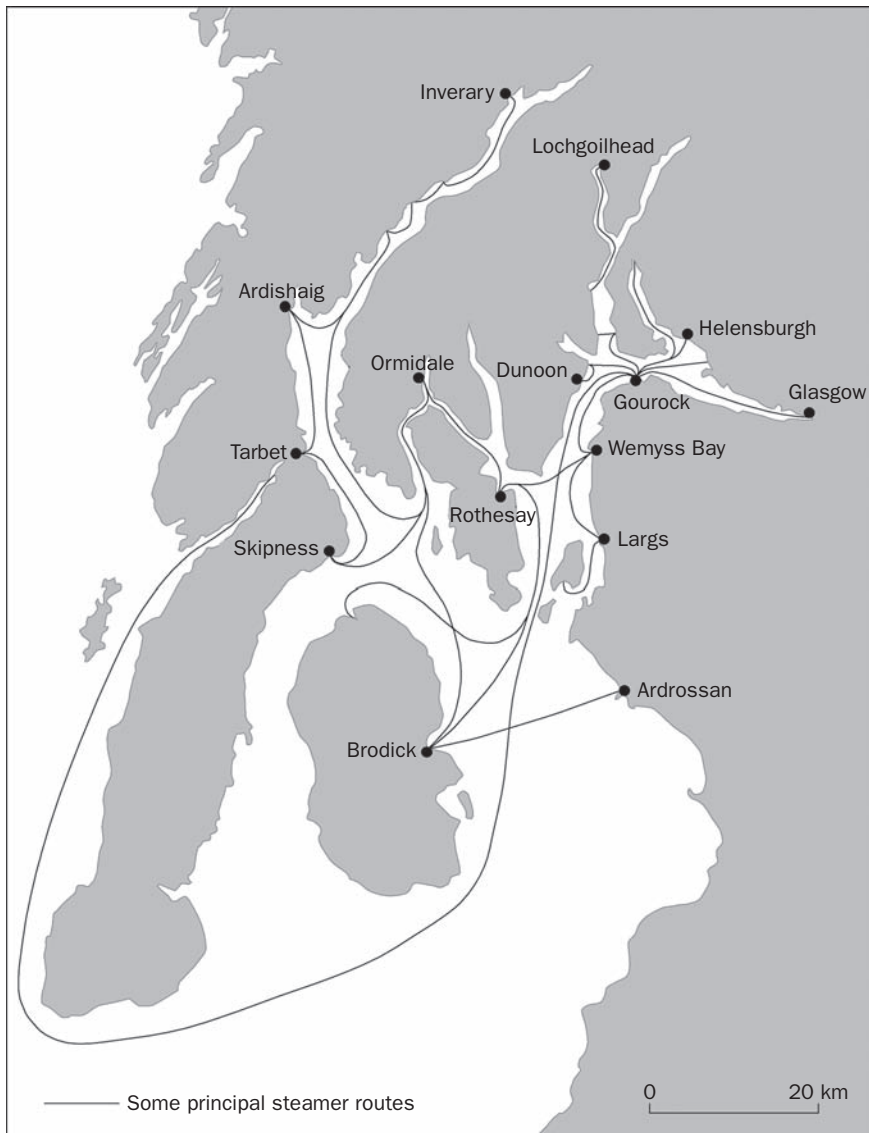 Inverary
Lochgoilhead
Ardishaig
Helensburgh
Ormidale
Dunoon
Gourock
Glasgow
Tarbet
Wemyss Bay
Rothesay
Skipness
Largs
Ardrossan
Brodick
0 20 km
Some principal steamer routes